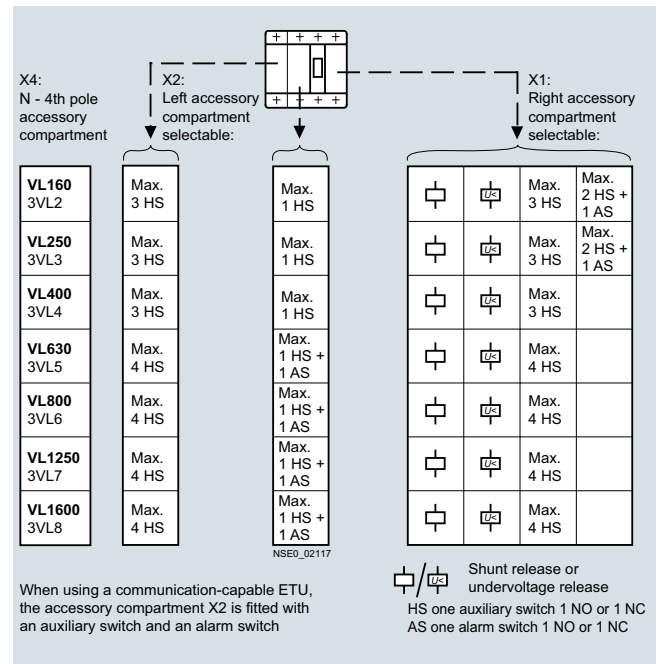 X4:
N - 4th pole
accessory
compartment
X2:
Left accessory
compartment
selectable:
X1:
Right accessory
compartment
selectable:
VL160
3VL2
Max.
3 HS
Max.
1 HS
U<
Max.
3 HS
Max.
2 HS +
1 AS
VL250
3VL3
Max.
3 HS
Max.
1 HS
U<
Max.
3 HS
Max.
2 HS +
1 AS
VL400
3VL4
Max.
3 HS
Max.
1 HS
U<
Max.
3 HS
VL630
3VL5
Max.
4 HS
Max.
1 HS +
1 AS
U<
Max.
4 HS
VL800
3VL6
Max.
4 HS
Max.
1 HS +
1 AS
U<
Max.
4 HS
VL1250
3VL7
Max.
4 HS
Max.
1 HS +
1 AS
U<
Max.
4 HS
VL1600
3VL8
Max.
4 HS
Max.
1 HS +
1 AS
U<
Max.
4 HS
NSE0_02117
When using a communication-capable ETU,
the accessory compartment X2 is fitted with
an auxiliary switch and an alarm switch
U<
Shunt release or
undervoltage release
HS one auxiliary switch 1 NO or 1 NC
AS one alarm switch 1 NO or 1 NC